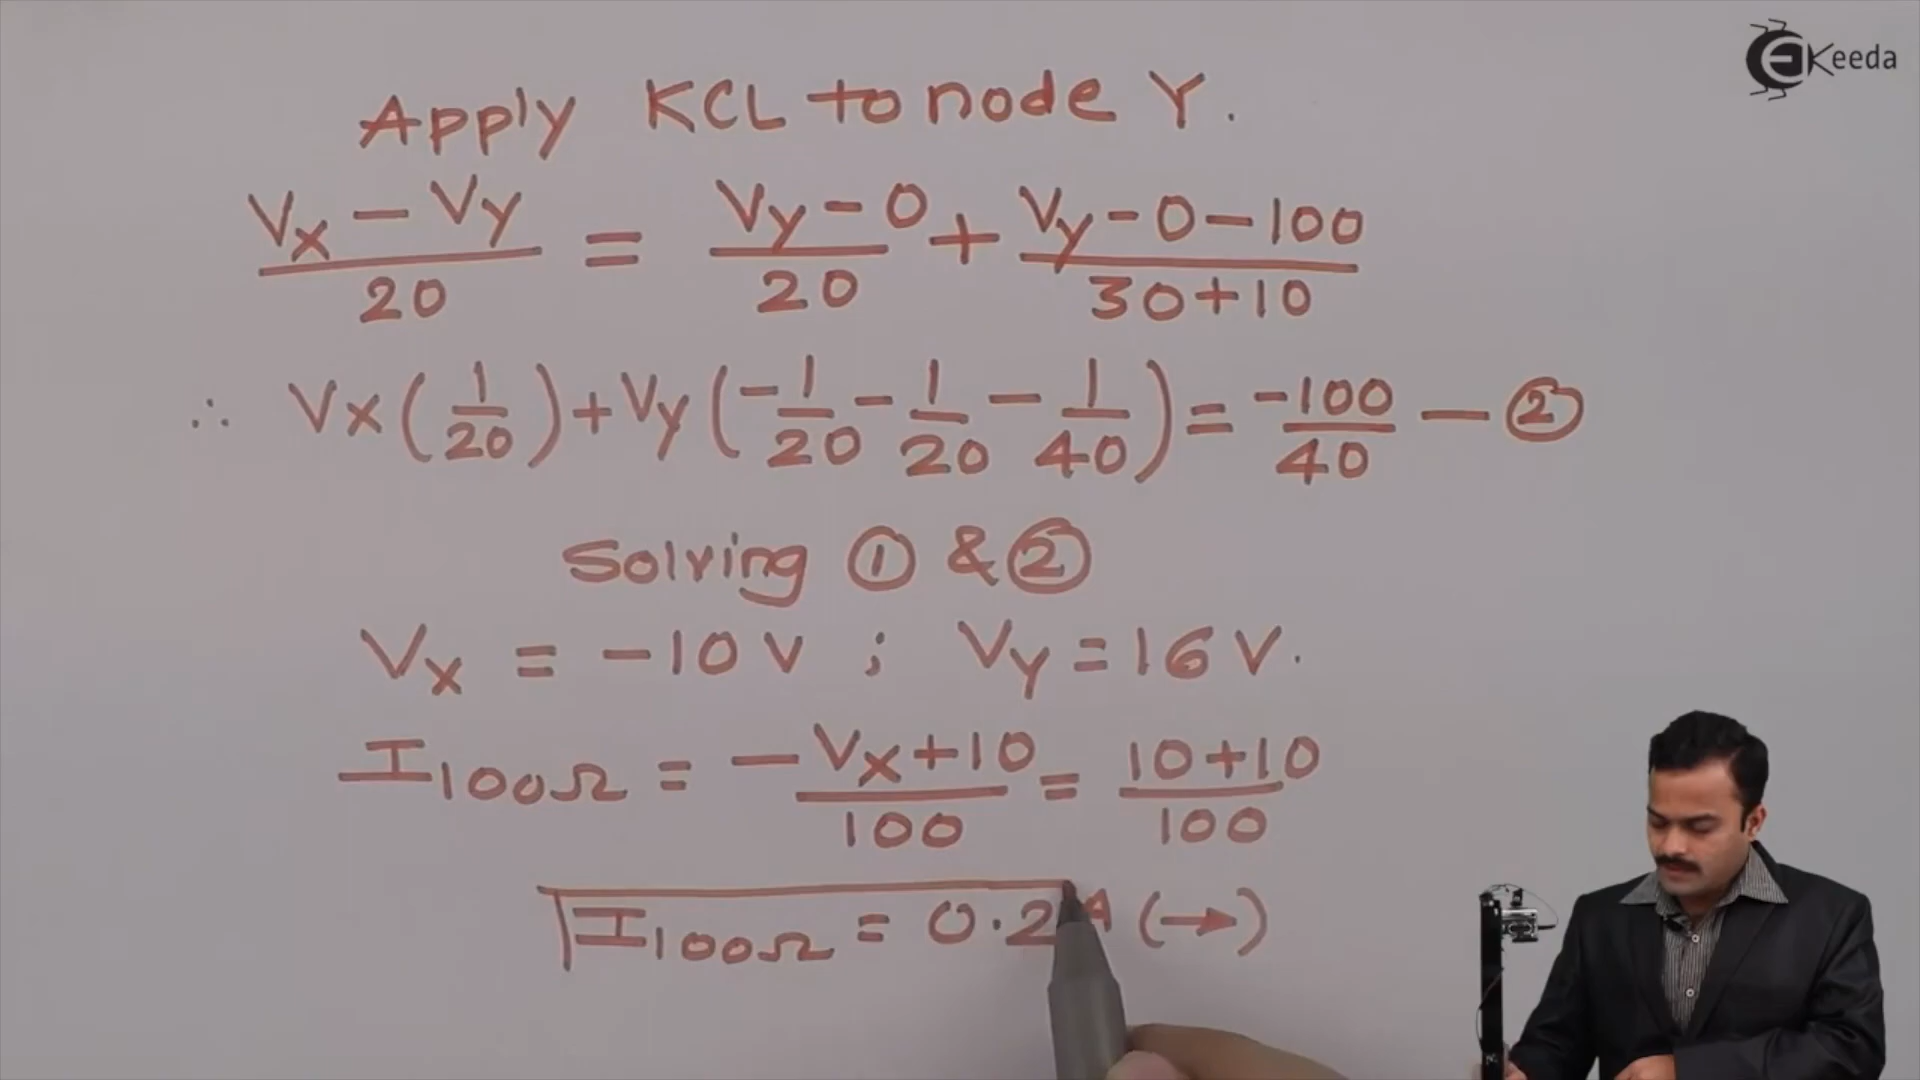 EKeeda
Apply KCL to node Y.
Vx - Vy / 20 = Vy - 0 / 20 + Vy - 0 - 100 / 30 + 10
∴ Vx (1/20) + Vy (-1/20 - 1/20 - 1/40) = -100/40 — ②
Solving ① & ②
Vx = -10 V ; Vy = 16 V.
I100Ω = -Vx + 10 / 100 = 10 + 10 / 100
I100Ω = 0.2 A (→)